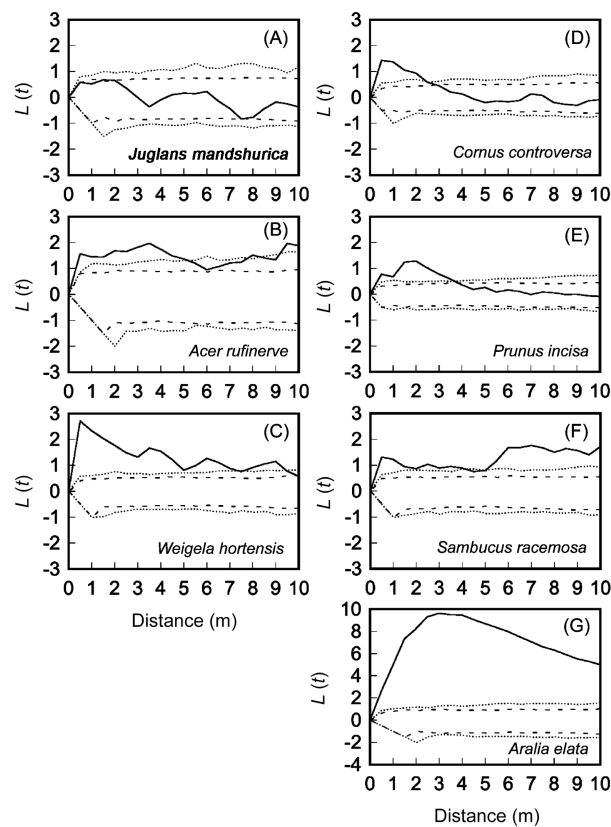 (A)
3
2
1
0
-1
-2
-3
L (t)
Juglans mandshurica
0 1 2 3 4 5 6 7 8 9 10
(B)
3
2
1
0
-1
-2
-3
L (t)
Acer rufinerve
0 1 2 3 4 5 6 7 8 9 10
(C)
3
2
1
0
-1
-2
-3
L (t)
Weigela hortensis
0 1 2 3 4 5 6 7 8 9 10
Distance (m)
(D)
3
2
1
0
-1
-2
-3
L (t)
Cornus controversa
0 1 2 3 4 5 6 7 8 9 10
(E)
3
2
1
0
-1
-2
-3
L (t)
Prunus incisa
0 1 2 3 4 5 6 7 8 9 10
(F)
3
2
1
0
-1
-2
-3
L (t)
Sambucus racemosa
0 1 2 3 4 5 6 7 8 9 10
(G)
10
8
6
4
2
0
-2
-4
L (t)
Aralia elata
0 1 2 3 4 5 6 7 8 9 10
Distance (m)